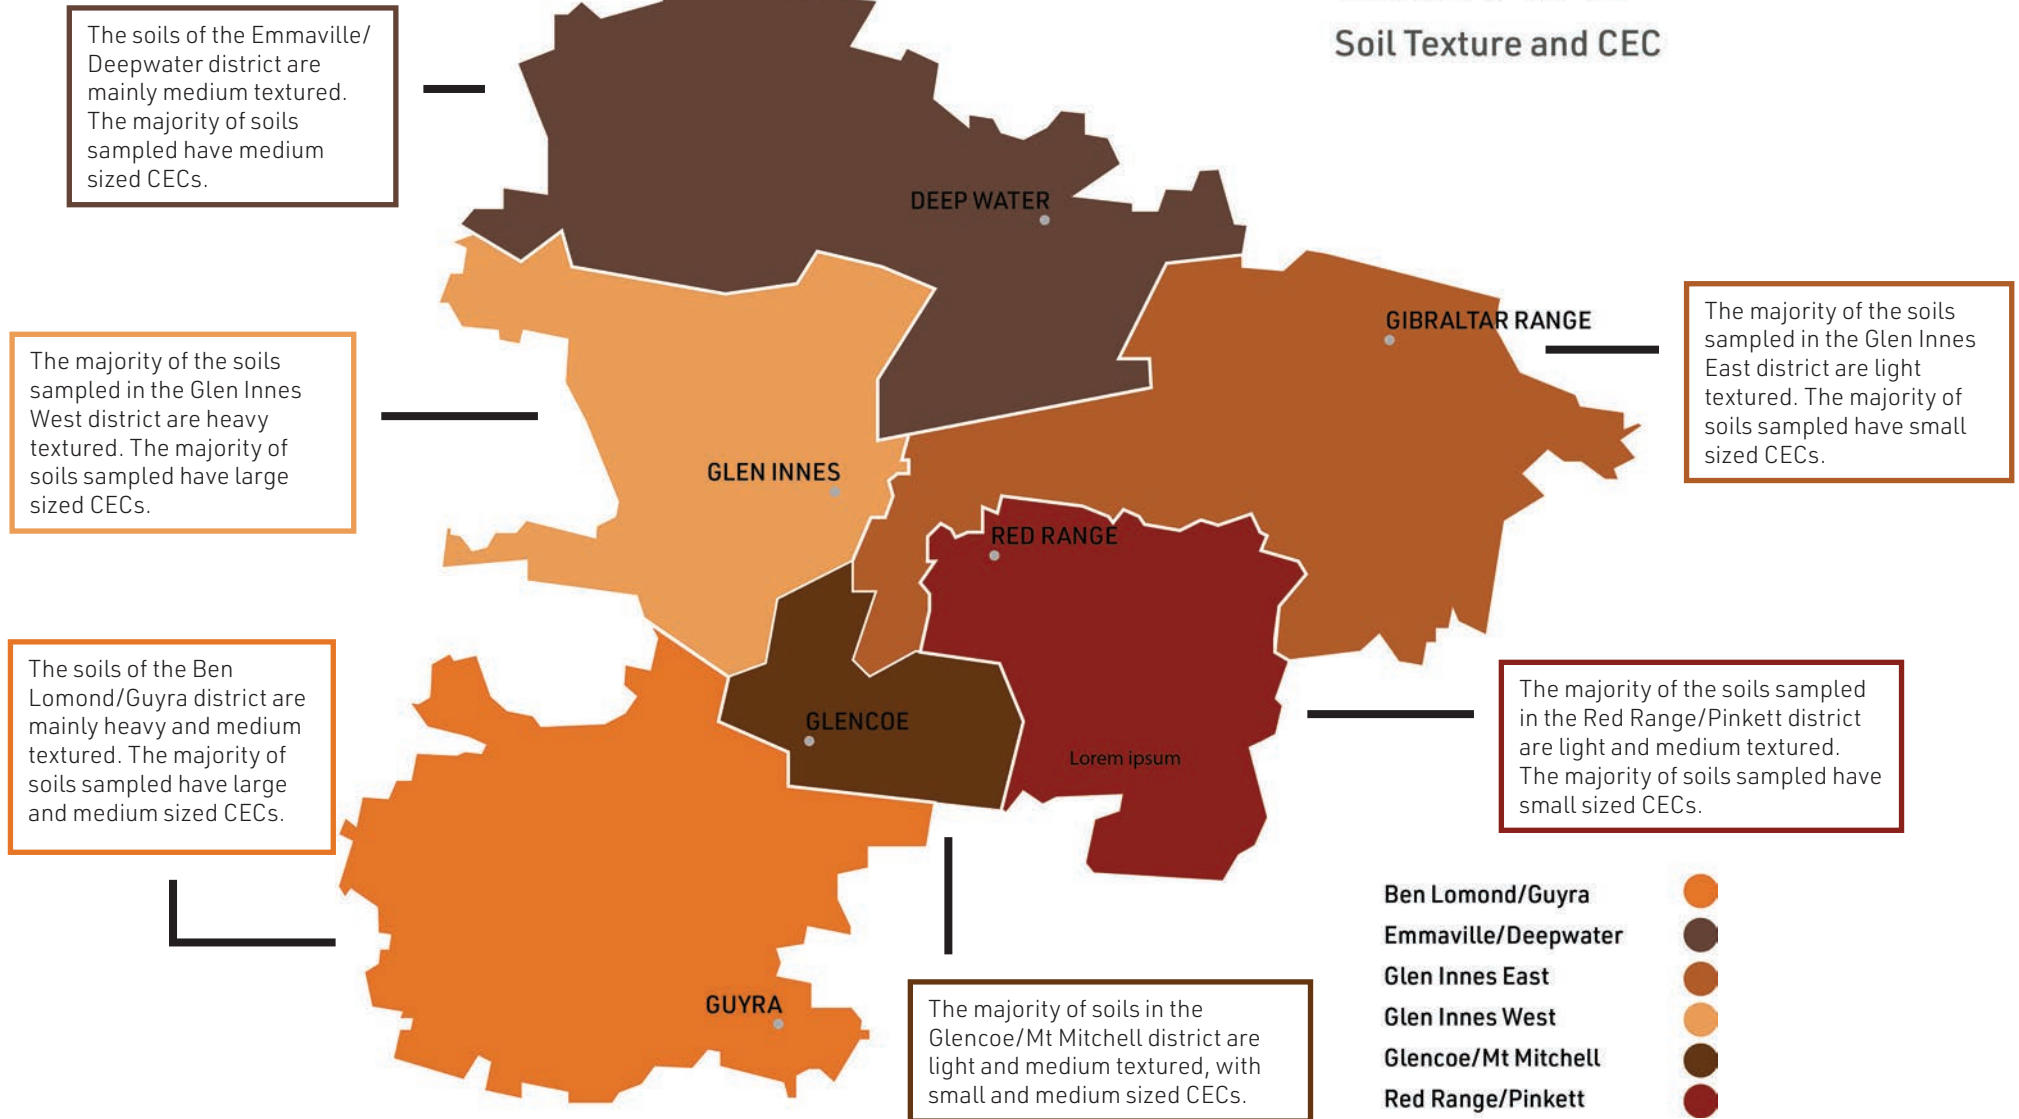 Soil Texture and CEC
The soils of the Emmaville/
Deepwater district are
mainly medium textured.
The majority of soils
sampled have medium
sized CECs.
DEEP WATER
GIBRALTAR RANGE
The majority of the soils
sampled in the Glen Innes
East district are light
textured. The majority of
soils sampled have small
sized CECs.
The majority of the soils
sampled in the Glen Innes
West district are heavy
textured. The majority of
soils sampled have large
sized CECs.
GLEN INNES
RED RANGE
The soils of the Ben
Lomond/Guyra district are
mainly heavy and medium
textured. The majority of
soils sampled have large
and medium sized CECs.
GLENCOE
Lorem ipsum
The majority of the soils sampled
in the Red Range/Pinkett district
are light and medium textured.
The majority of soils sampled have
small sized CECs.
GUYRA
The majority of soils in the
Glencoe/Mt Mitchell district are
light and medium textured, with
small and medium sized CECs.
Ben Lomond/Guyra
Emmaville/Deepwater
Glen Innes East
Glen Innes West
Glencoe/Mt Mitchell
Red Range/Pinkett